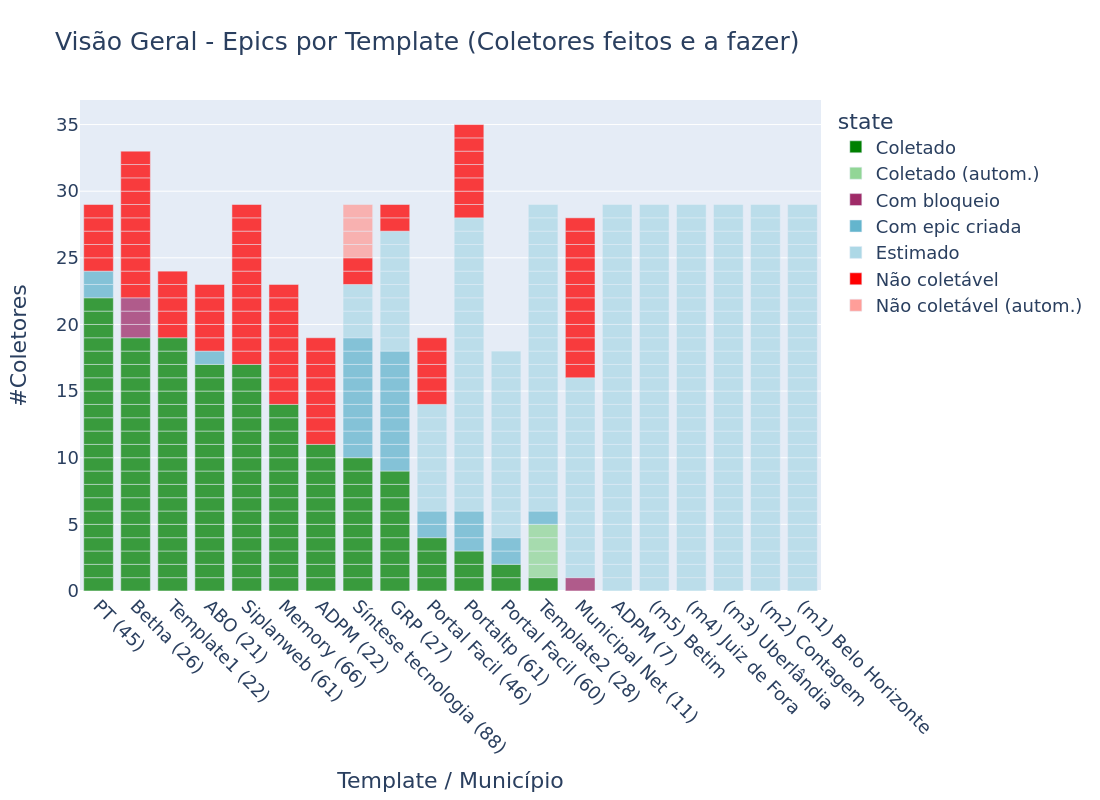 Visão Geral - Epics por Template (Coletores feitos e a fazer)
state
Coletado
Coletado (autom.)
Com bloqueio
Com epic criada
Estimado
Não coletável
Não coletável (autom.)
#Coletores
35
30
25
20
15
10
5
0
PT (45)
Betha (26)
Template1 (22)
ABO (21)
Siplanweb (61)
Memory (66)
ADPM (22)
Síntese tecnologia (88)
GRP (27)
Portal Facil (46)
Portaltp (61)
Portal Facil (60)
Template2 (28)
Municipal Net (11)
ADPM (7)
(m5) Betim
(m4) Juiz de Fora
(m3) Uberlândia
(m2) Contagem
(m1) Belo Horizonte
Template / Município